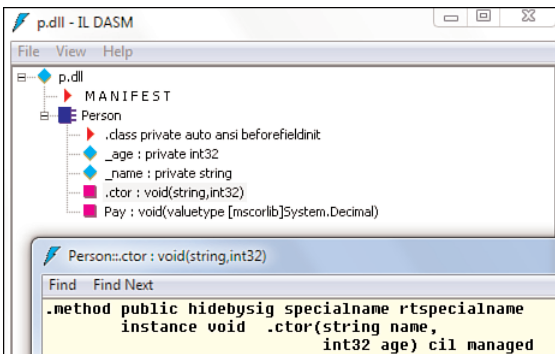 p.dll - IL DASM
File View Help
p.dll
M A N I F E S T
Person
.class private auto ansi beforefieldinit
_age : private int32
_name : private string
.ctor : void(string,int32)
Pay : void(valuetype [mscorlib]System.Decimal)
Person::.ctor : void(string,int32)
Find Find Next
.method public hidebysig specialname rtspecialname
instance void .ctor(string name,
int32 age) cil managed